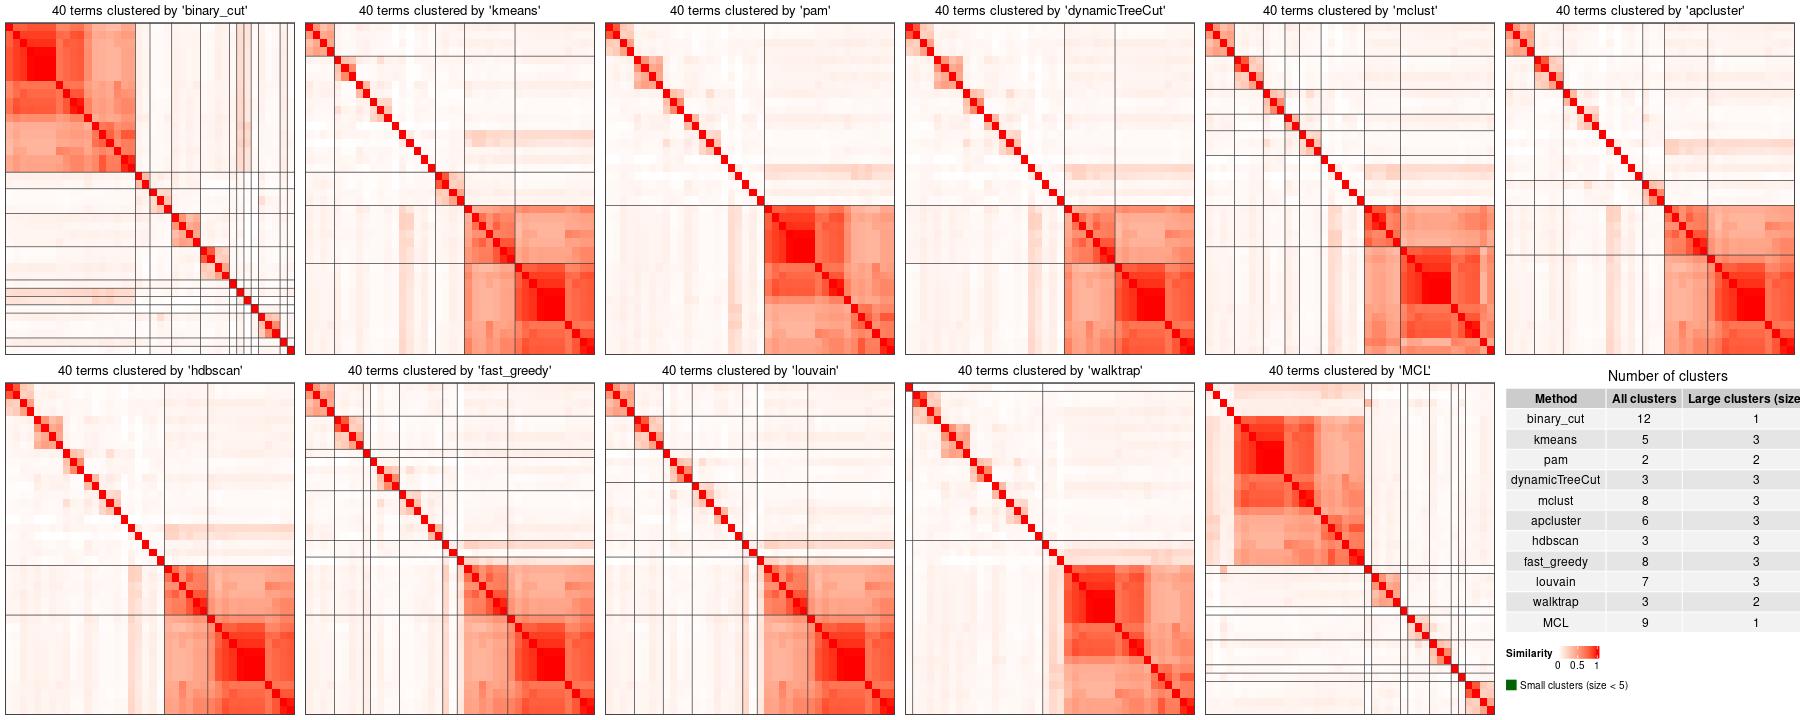 40 terms clustered by 'binary_cut'
40 terms clustered by 'kmeans'
40 terms clustered by 'pam'
40 terms clustered by 'dynamicTreeCut'
40 terms clustered by 'mclust'
40 terms clustered by 'apcluster'
40 terms clustered by 'hdbscan'
40 terms clustered by 'fast_greedy'
40 terms clustered by 'louvain'
40 terms clustered by 'walktrap'
40 terms clustered by 'MCL'
Number of clusters
Method All clusters Large clusters (size
binary_cut 12 1
kmeans 5 3
pam 2 2
dynamicTreeCut 3 3
mclust 8 3
apcluster 6 3
hdbscan 3 3
fast_greedy 8 3
louvain 7 3
walktrap 3 2
MCL 9 1
Similarity
0 0.5 1
Small clusters (size < 5)